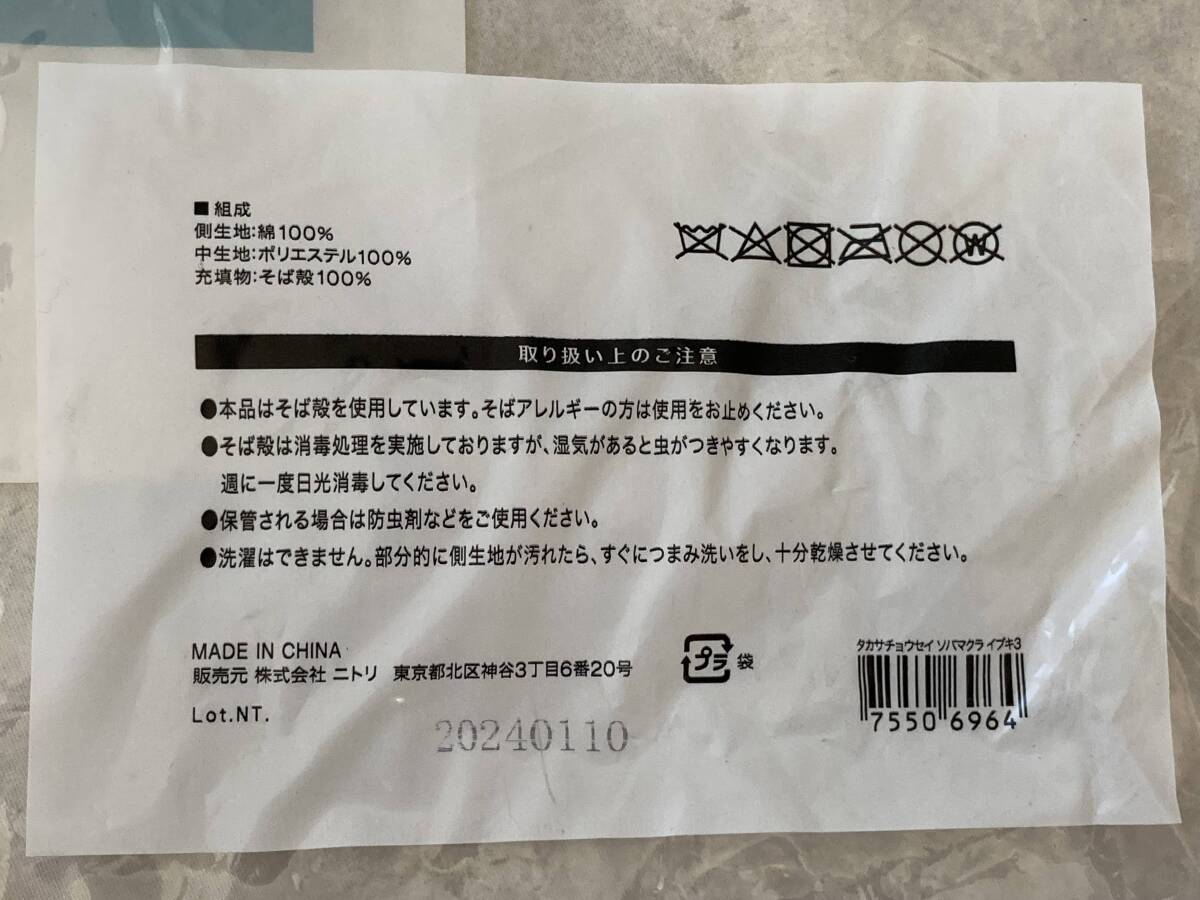 ■組成
側生地:綿100%
中生地:ポリエステル100%
充填物:そば殻100%
W
取り扱い上のご注意
●本品はそば殻を使用しています。そばアレルギーの方は使用をお止めください。
●そば殻は消毒処理を実施しておりますが、湿気があると虫がつきやすくなります。
週に一度日光消毒してください。
●保管される場合は防虫剤などをご使用ください。
●洗濯はできません。部分的に側生地が汚れたら、すぐにつまみ洗いをし、十分乾燥させてください。
MADE IN CHINA
販売元 株式会社 ニトリ 東京都北区神谷3丁目6番20号
Lot.NT.
20240110
プラ 袋
タカサチョウセイ ソバマクラ イブキ3
7550 6964